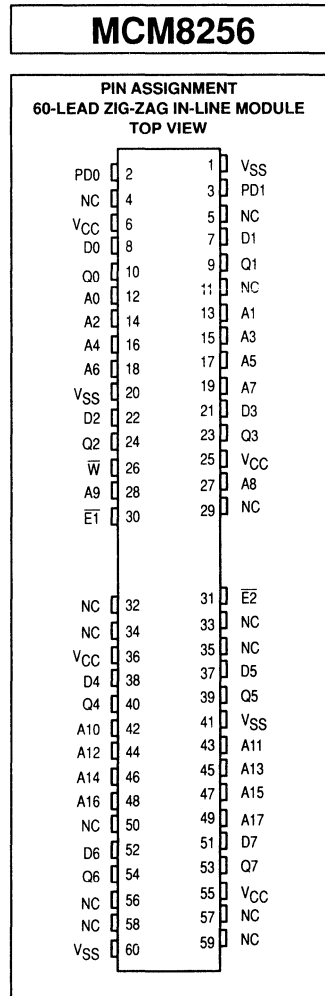 MCM8256
PIN ASSIGNMENT
60-LEAD ZIG-ZAG IN-LINE MODULE
TOP VIEW
1 VSS
PD0 2
3 PD1
NC 4
5 NC
VCC 6
7 D1
D0 8
9 Q1
Q0 10
11 NC
A0 12
13 A1
A2 14
15 A3
A4 16
17 A5
A6 18
19 A7
VSS 20
21 D3
D2 22
23 Q3
Q2 24
25 VCC
W̅ 26
27 A8
A9 28
29 NC
E̅1̅ 30
31 E̅2̅
NC 32
33 NC
NC 34
35 NC
VCC 36
37 D5
D4 38
39 Q5
Q4 40
41 VSS
A10 42
43 A11
A12 44
45 A13
A14 46
47 A15
A16 48
49 A17
NC 50
51 D7
D6 52
53 Q7
Q6 54
55 VCC
NC 56
57 NC
NC 58
59 NC
VSS 60